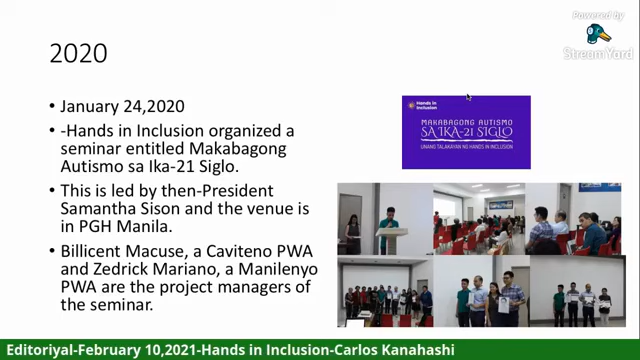 Powered by
StreamYard
2020
• January 24,2020
• -Hands in Inclusion organized a
seminar entitled Makabagong
Autismo sa Ika-21 Siglo.
• This is led by then-President
Samantha Sison and the venue is
in PGH Manila.
• Billicent Macuse, a Caviteno PWA
and Zedrick Mariano, a Manilenyo
PWA are the project managers of
the seminar.
Hands in
Inclusion
MAKABAGONG AUTISMO
SA IKA-21 SIGLO
UNANG TALAKAYAN NG HANDS IN INCLUSION
Editoriyal-February 10,2021-Hands in Inclusion-Carlos Kanahashi